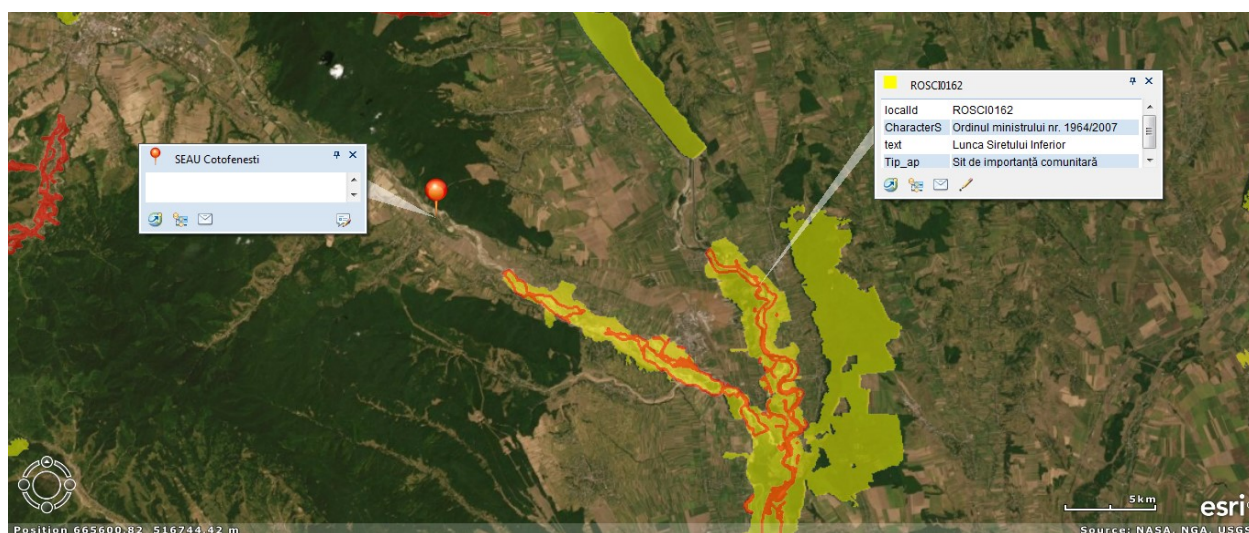 ROSCI0162
localId ROSCI0162
CharacterS Ordinul ministrului nr. 1964/2007
text Lunca Siretului Inferior
Tip_ap Sit de importanță comunitară
SEAU Cotofenesti
5km
esri
Position 665600.82 516744.42 m
Source: NASA, NGA, USGS